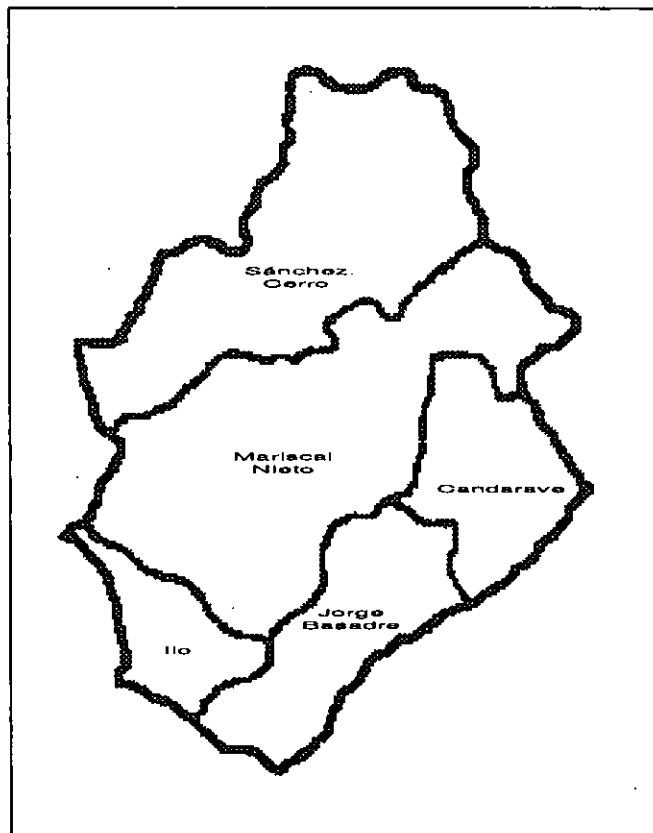 Sánchez.
Cerro
Mariscal
Nieto
Candarave
Jorge
Basadre
Ilo